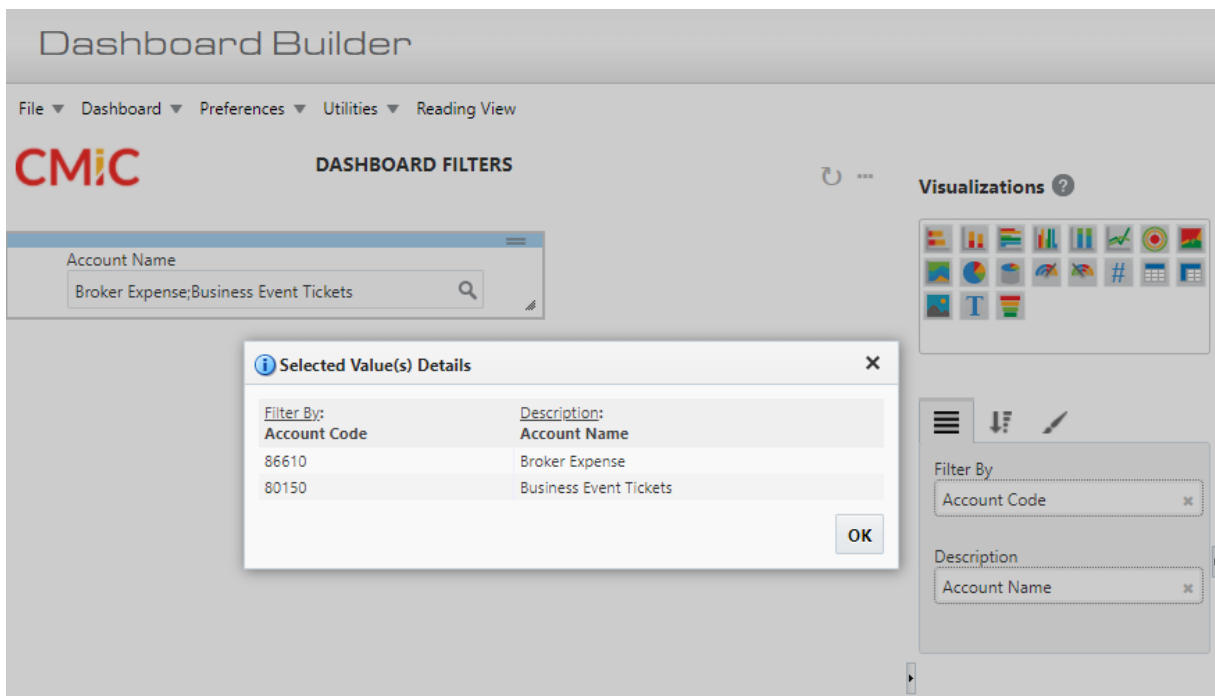 Dashboard Builder
File Dashboard Preferences Utilities Reading View
CMiC
DASHBOARD FILTERS
Visualizations ?
Account Name
Broker Expense;Business Event Tickets
#
T
i Selected Value(s) Details
Filter By: Description:
Account Code Account Name
86610 Broker Expense
80150 Business Event Tickets
OK
Filter By
Account Code
Description
Account Name